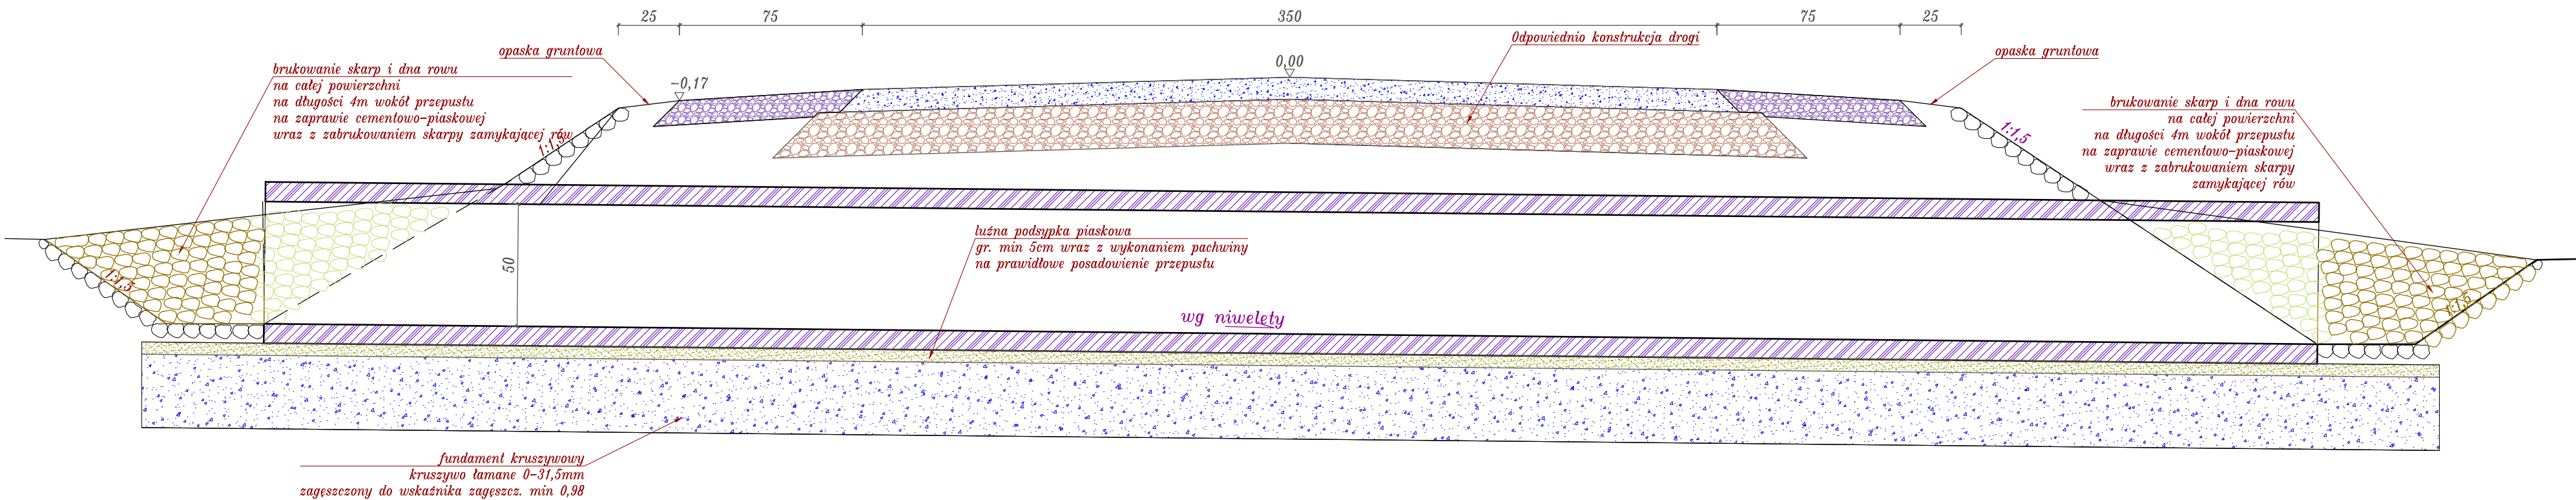 25
75
350
75
25
opaska gruntowa
-0,17
0,00
Odpowiednio konstrukcja drogi
opaska gruntowa
brukowanie skarp i dna rowu
na całej powierzchni
na długości 4m wokół przepustu
na zaprawie cementowo-piaskowej
wraz z zabrukowaniem skarpy zamykającej rów
1:1,5
1:1,5
brukowanie skarp i dna rowu
na całej powierzchni
na długości 4m wokół przepustu
na zaprawie cementowo-piaskowej
wraz z zabrukowaniem skarpy
zamykającej rów
luźna podsypka piaskowa
gr. min 5cm wraz z wykonaniem pachwiny
na prawidłowe posadowienie przepustu
50
1:1,5
1:1,5
wg niwelety
fundament kruszywowy
kruszywo łamane 0-31,5mm
zagęszczony do wskaźnika zagęszcz. min 0,98